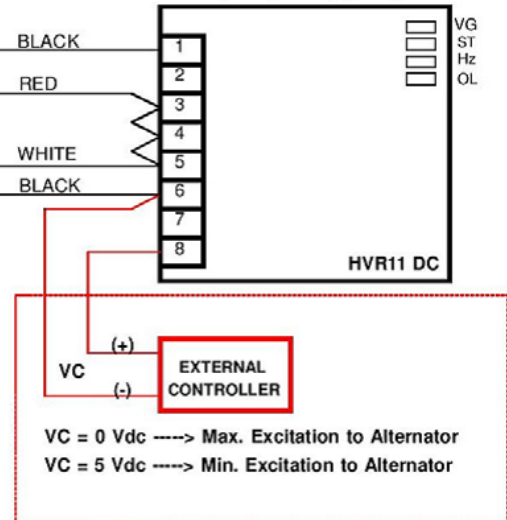 BLACK
RED
WHITE
BLACK
1
2
3
4
5
6
7
8
VG
ST
Hz
OL
HVR11 DC
VC
(+)
(-)
EXTERNAL
CONTROLLER
VC = 0 Vdc -----> Max. Excitation to Alternator
VC = 5 Vdc -----> Min. Excitation to Alternator